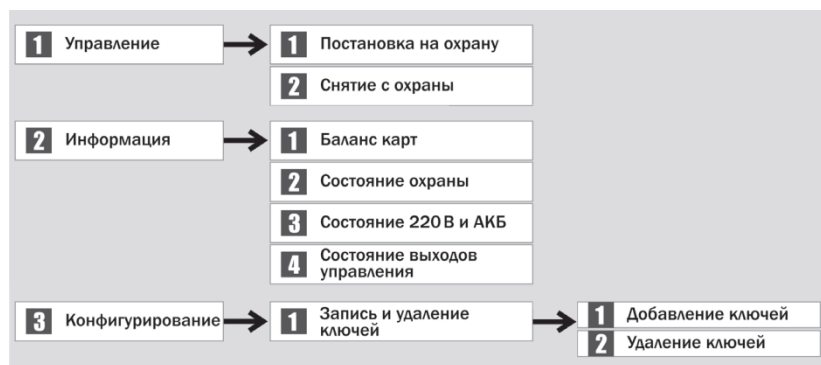 1 Управление
1 Постановка на охрану
2 Снятие с охраны
2 Информация
1 Баланс карт
2 Состояние охраны
3 Состояние 220 В и АКБ
4 Состояние выходов
управления
3 Конфигурирование
1 Запись и удаление
ключей
1 Добавление ключей
2 Удаление ключей